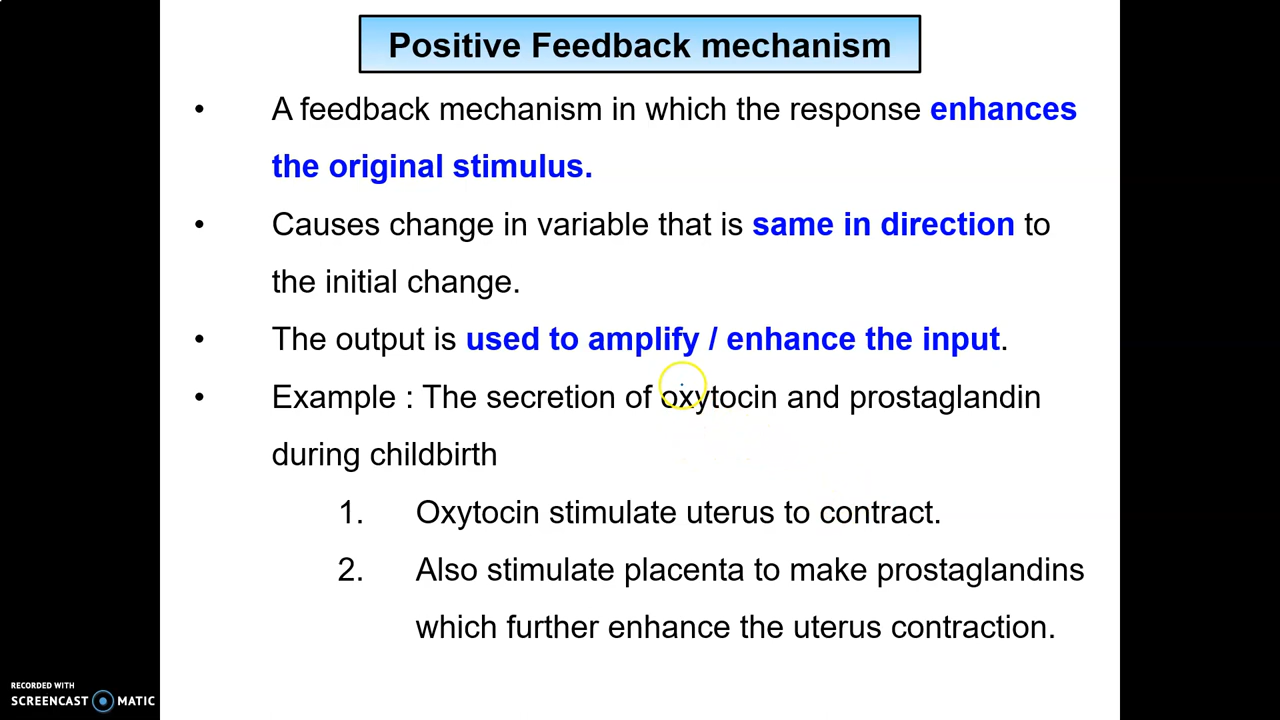 Positive Feedback mechanism
• A feedback mechanism in which the response enhances
the original stimulus.
• Causes change in variable that is same in direction to
the initial change.
• The output is used to amplify / enhance the input.
• Example : The secretion of oxytocin and prostaglandin
during childbirth
1. Oxytocin stimulate uterus to contract.
2. Also stimulate placenta to make prostaglandins
which further enhance the uterus contraction.
RECORDED WITH
SCREENCAST MATIC